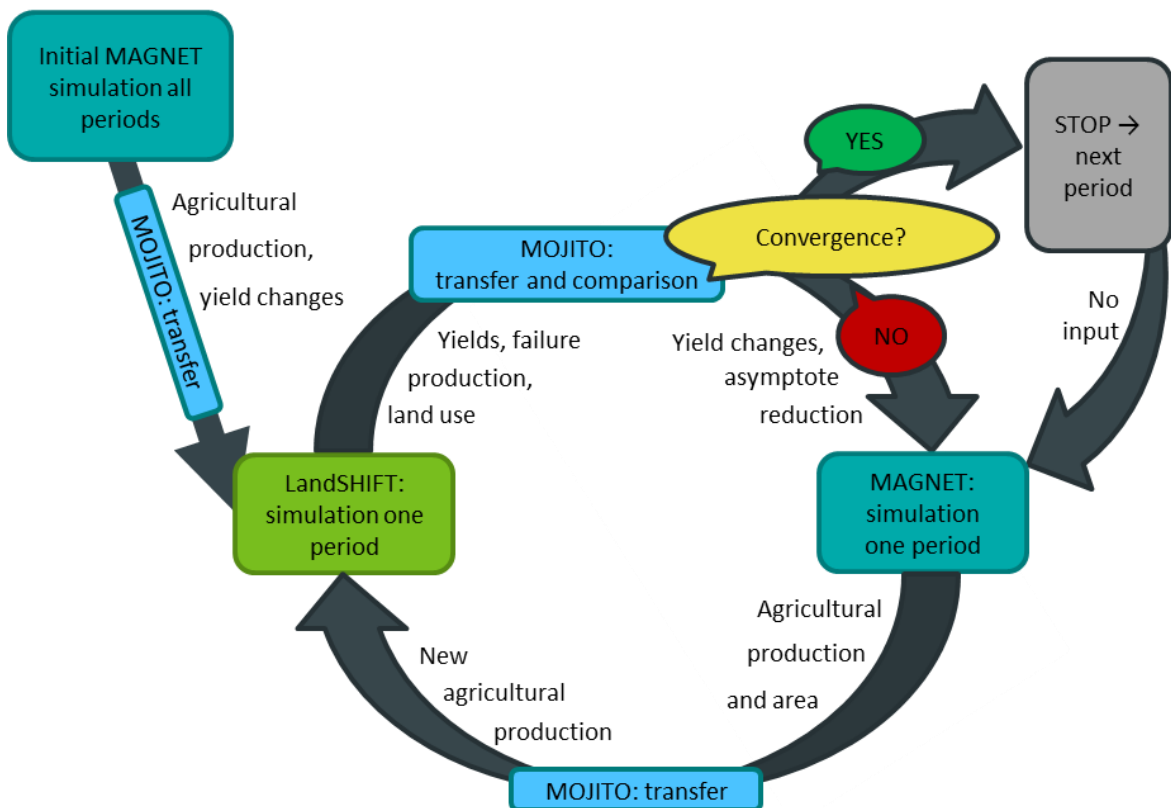 Initial MAGNET
simulation all
periods
MOJITO: transfer
Agricultural
production,
yield changes
MOJITO:
transfer and comparison
Convergence?
YES
STOP →
next
period
No
input
NO
Yield changes,
asymptote
reduction
Yields, failure
production,
land use
LandSHIFT:
simulation one
period
MAGNET:
simulation
one period
Agricultural
production
and area
New
agricultural
production
MOJITO: transfer